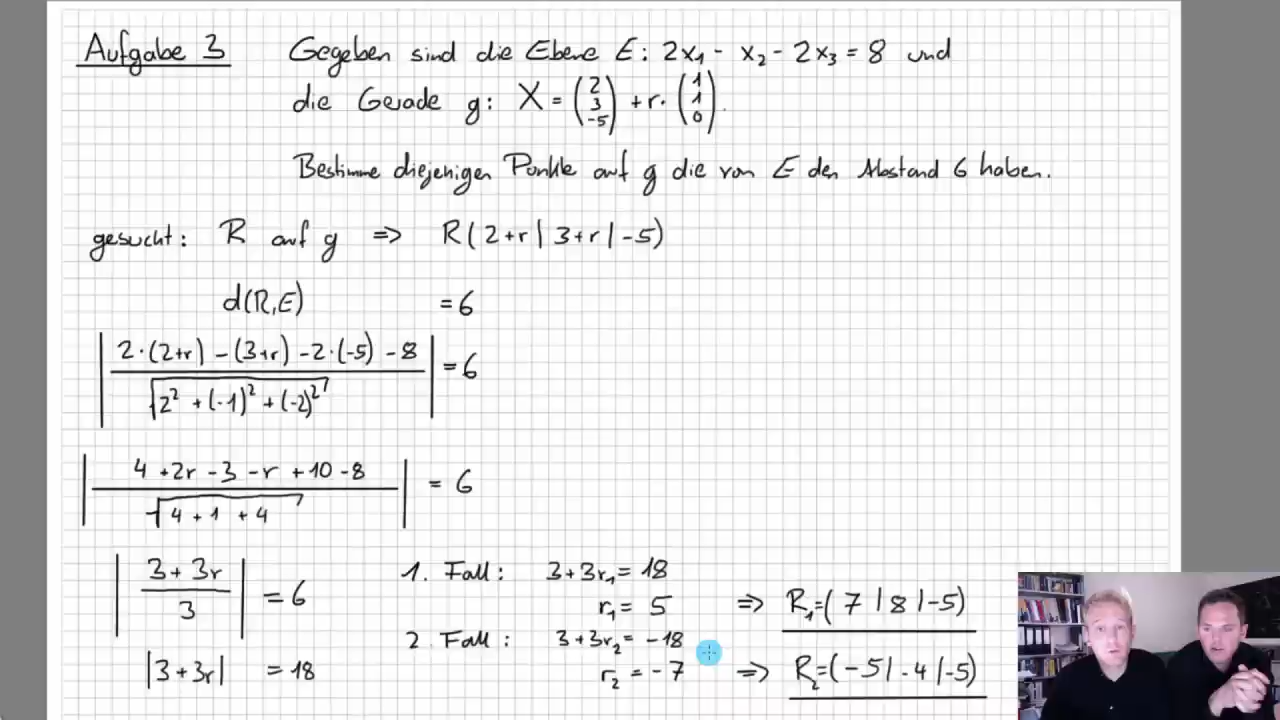 Aufgabe 3 Gegeben sind die Ebene E: 2x₁ - x₂ - 2x₃ = 8 und
die Gerade g: X = (2 3 -5) + r · (1 1 0).
Bestimme diejenigen Punkte auf g die von E den Abstand 6 haben.
gesucht: R auf g => R(2+r | 3+r | -5)
d(R,E) = 6
| 2·(2+r) - (3+r) - 2·(-5) - 8 / √(2² + (-1)² + (-2)²) | = 6
| 4 + 2r - 3 - r + 10 - 8 / √(4 + 1 + 4) | = 6
| 3 + 3r / 3 | = 6
|3 + 3r| = 18
1. Fall: 3 + 3r₁ = 18
r₁ = 5 => R₁ = (7 | 8 | -5)
2. Fall: 3 + 3r₂ = -18
r₂ = -7 => R₂ = (-5 | -4 | -5)